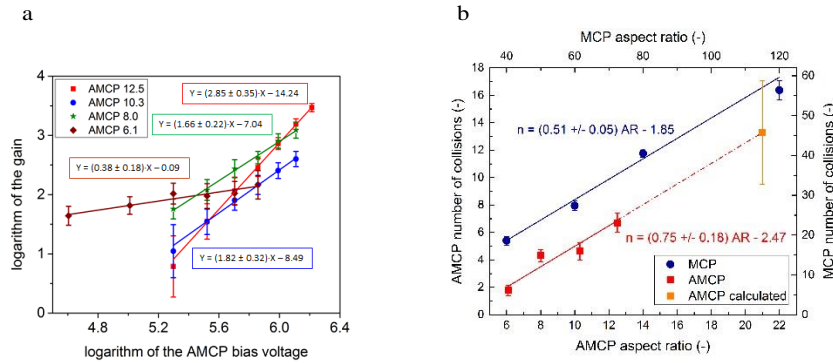 a
4
3
2
1
0
logarithm of the gain
AMCP 12.5
AMCP 10.3
AMCP 8.0
AMCP 6.1
Y = (2.85 ± 0.35)·X − 14.24
Y = (1.66 ± 0.22)·X − 7.04
Y = (0.38 ± 0.18)·X − 0.09
Y = (1.82 ± 0.32)·X − 8.49
4.8 5.2 5.6 6.0 6.4
logarithm of the AMCP bias voltage
b
MCP aspect ratio (-)
40 60 80 100 120
18
16
14
12
10
8
6
4
2
0
AMCP number of collisions (-)
n = (0.51 +/- 0.05) AR - 1.85
n = (0.75 +/- 0.18) AR - 2.47
MCP
AMCP
AMCP calculated
60
50
40
30
20
10
0
MCP number of collisions (-)
6 8 10 12 14 16 18 20 22
AMCP aspect ratio (-)